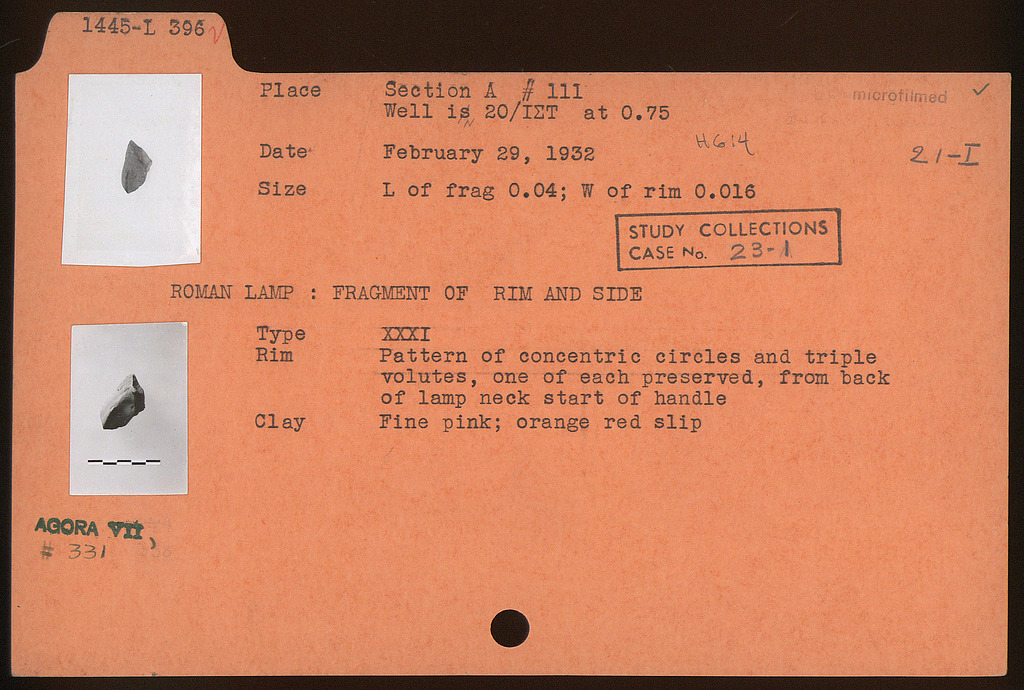 1445-L 396
Place Section A # 111
microfilmed ✓
Well is 20/ΙΣΤ at 0.75
IN
H614
Date February 29, 1932
21-I
Size L of frag 0.04; W of rim 0.016
STUDY COLLECTIONS
CASE No. 23-1
ROMAN LAMP : FRAGMENT OF RIM AND SIDE
Type XXXI
Rim Pattern of concentric circles and triple
volutes, one of each preserved, from back
of lamp neck start of handle
Clay Fine pink; orange red slip
AGORA VII,
# 331